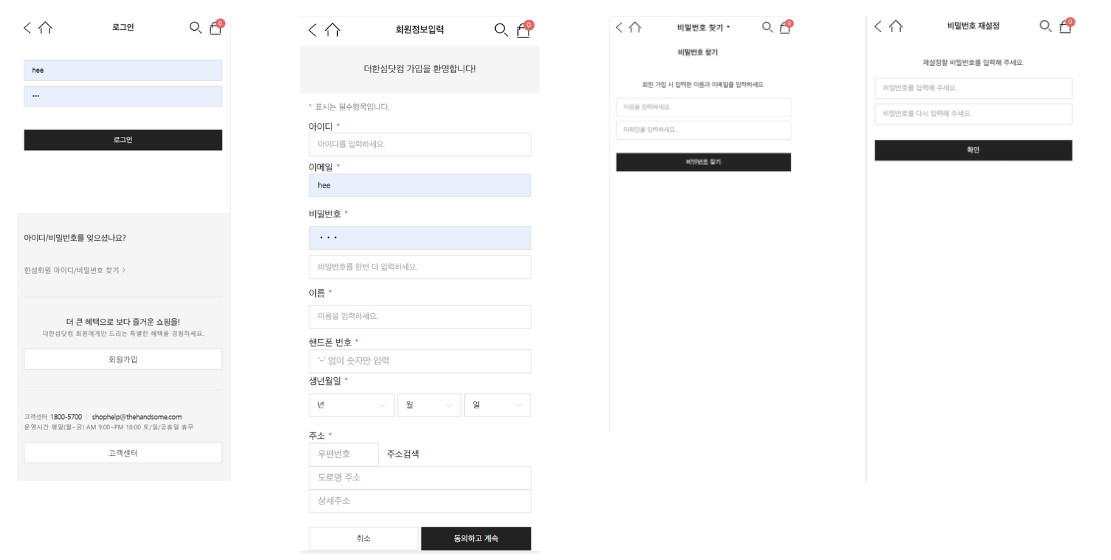 로그인
0
hee
로그인
아이디/비밀번호를 잊으셨나요?
한섬회원 아이디/비밀번호 찾기 >
더 큰 혜택으로 보다 즐거운 쇼핑을!
더한섬닷컴 회원에게만 드리는 특별한 혜택을 경험하세요.
회원가입
고객센터 1800-5700 | shophelp@thehandsome.com
운영시간 평일(월~금) AM 9:00~PM 18:00 토/일/공휴일 휴무
고객센터
회원정보입력
0
더한섬닷컴 가입을 환영합니다!
* 표시는 필수항목입니다.
아이디 *
아이디를 입력하세요.
이메일 *
hee
비밀번호 *
비밀번호를 한번 더 입력하세요.
이름 *
이름을 입력하세요.
핸드폰 번호 *
'-' 없이 숫자만 입력
생년월일 *
년 월 일
주소 *
우편번호 주소검색
도로명 주소
상세주소
취소 동의하고 계속
비밀번호 찾기
0
비밀번호 찾기
회원 가입 시 입력한 이름과 이메일을 입력하세요.
이름을 입력하세요.
이메일을 입력하세요.
비밀번호 찾기
비밀번호 재설정
0
재설정할 비밀번호를 입력해 주세요.
비밀번호를 입력해 주세요.
비밀번호를 다시 입력해 주세요.
확인